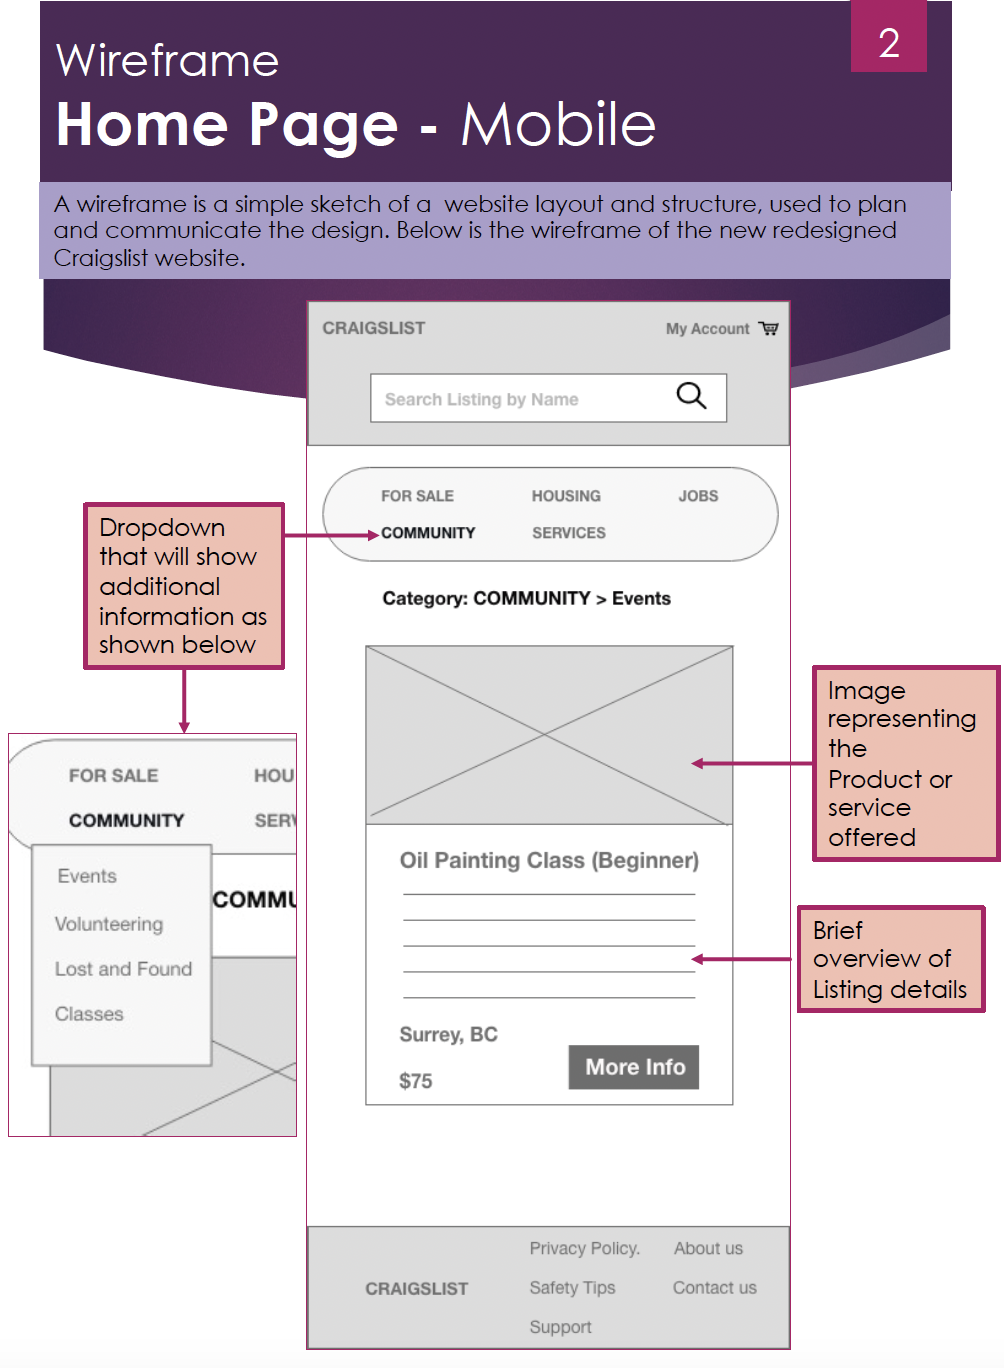 2
Wireframe
Home Page - Mobile
A wireframe is a simple sketch of a website layout and structure, used to plan
and communicate the design. Below is the wireframe of the new redesigned
Craigslist website.
CRAIGSLIST My Account
Search Listing by Name
FOR SALE HOUSING JOBS
COMMUNITY SERVICES
Category: COMMUNITY > Events
Dropdown
that will show
additional
information as
shown below
FOR SALE HOU
COMMUNITY SERV
Events
Volunteering
Lost and Found
Classes
COMMU
Image
representing
the
Product or
service
offered
Oil Painting Class (Beginner)
Brief
overview of
Listing details
Surrey, BC
$75
More Info
CRAIGSLIST
Privacy Policy. About us
Safety Tips Contact us
Support